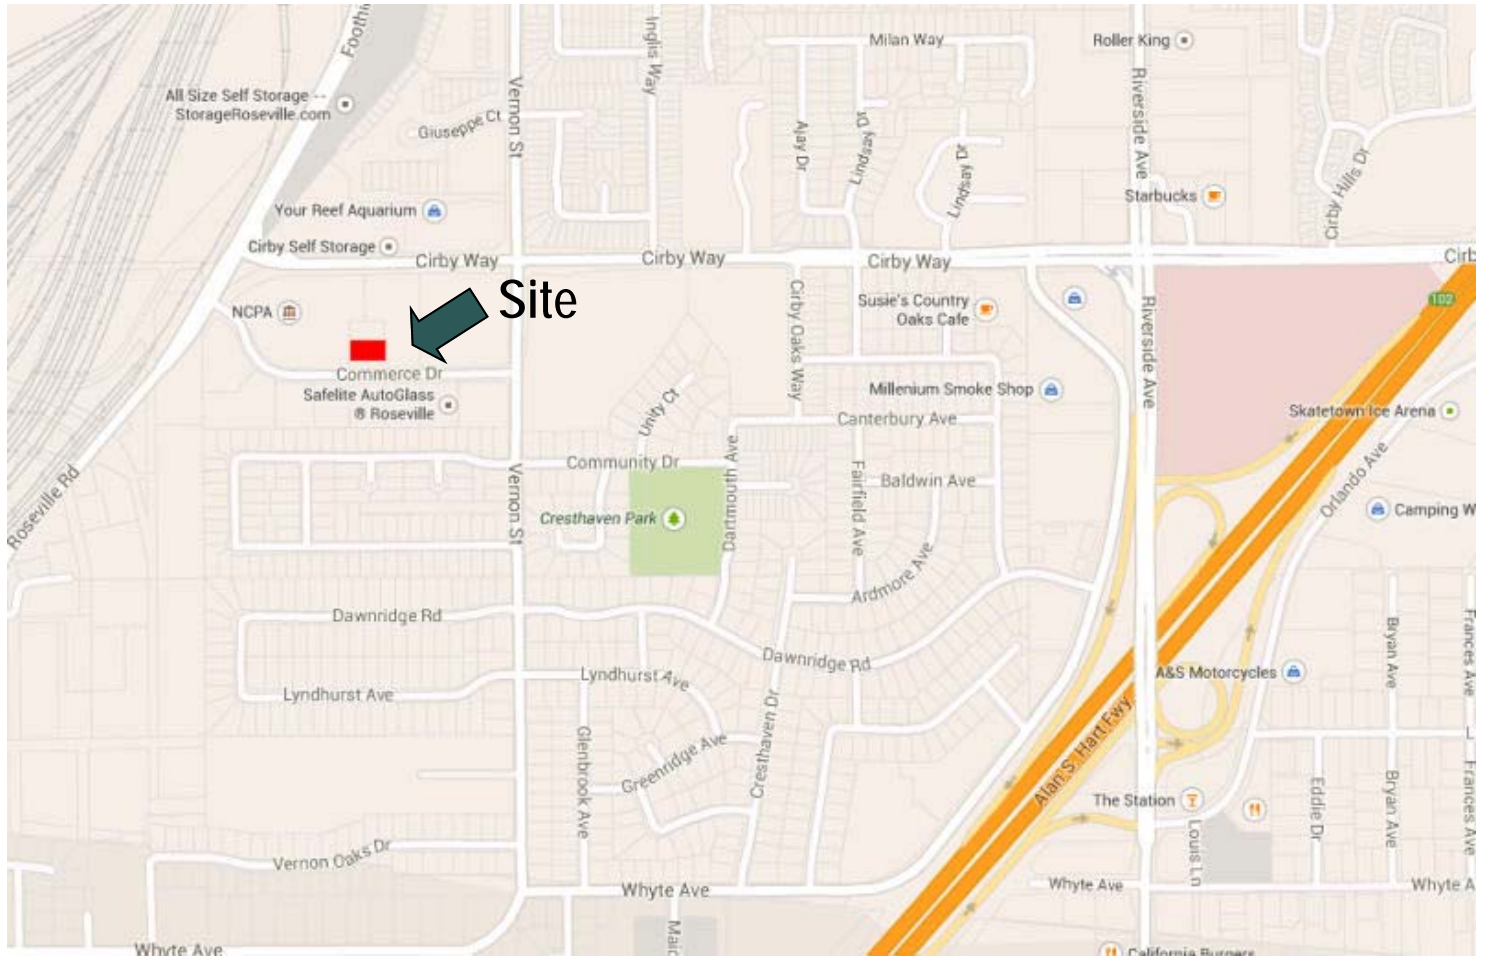 Foothi
Inglis Way
Milan Way
Roller King
All Size Self Storage --
StorageRoseville.com
Vernon St
Giuseppe Ct
Riverside Ave
Ajay Dr
Lindsay Dr
Lindsay Dr
Cirby Hills Dr
Starbucks
Your Reef Aquarium
Cirby Self Storage
Cirby Way
Cirby Way
Cirby Way
Cirb
NCPA
Site
Cirby Oaks Way
Susie's Country
Oaks Cafe
Riverside Ave
102
Commerce Dr
Safelite AutoGlass
® Roseville
Unity Ct
Millenium Smoke Shop
Skatetown Ice Arena
Canterbury Ave
Community Dr
Dartmouth Ave
Fairfield Ave
Baldwin Ave
Orlando Ave
Roseville Rd
Vernon St
Cresthaven Park
Camping W
Ardmore Ave
Dawnridge Rd
Dawnridge Rd
Bryan Ave
Frances Ave
Lyndhurst Ave
Lyndhurst Ave
A&S Motorcycles
Cresthaven Dr
Glenbrook Ave
Greenridge Ave
Alan S. Hart Fwy
L
The Station
Eddie Dr
Bryan Ave
Frances Ave
Louis Ln
Vernon Oaks Dr
Whyte Ave
Whyte Ave
Whyte A
Maid
Whyte Ave
California Burgers